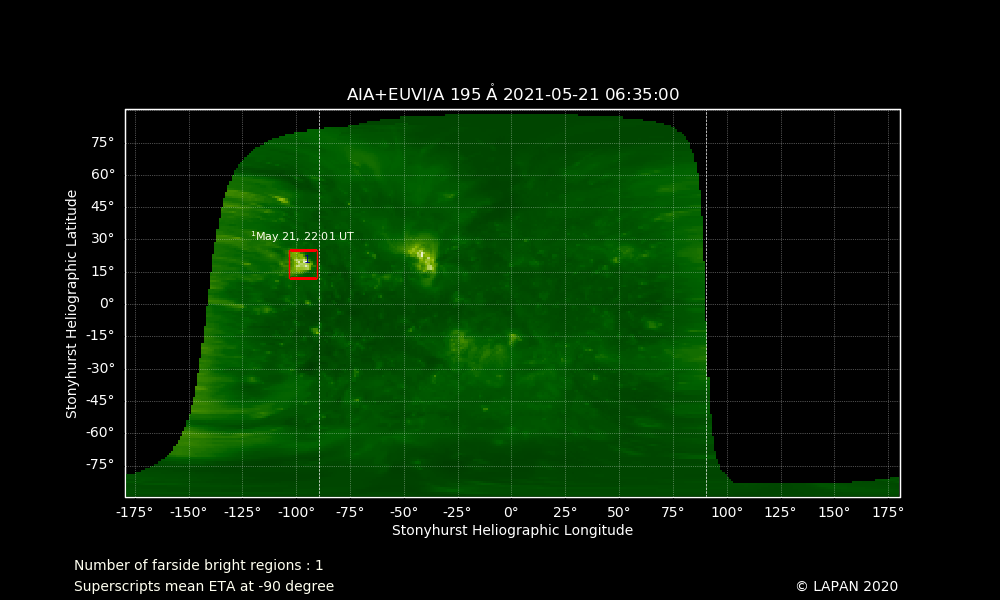 AIA+EUVI/A 195 Å 2021-05-21 06:35:00
75°
60°
45°
30°
15°
0°
-15°
-30°
-45°
-60°
-75°
Stonyhurst Heliographic Latitude
¹May 21, 22:01 UT
-175° -150° -125° -100° -75° -50° -25° 0° 25° 50° 75° 100° 125° 150° 175°
Stonyhurst Heliographic Longitude
Number of farside bright regions : 1
Superscripts mean ETA at -90 degree
© LAPAN 2020